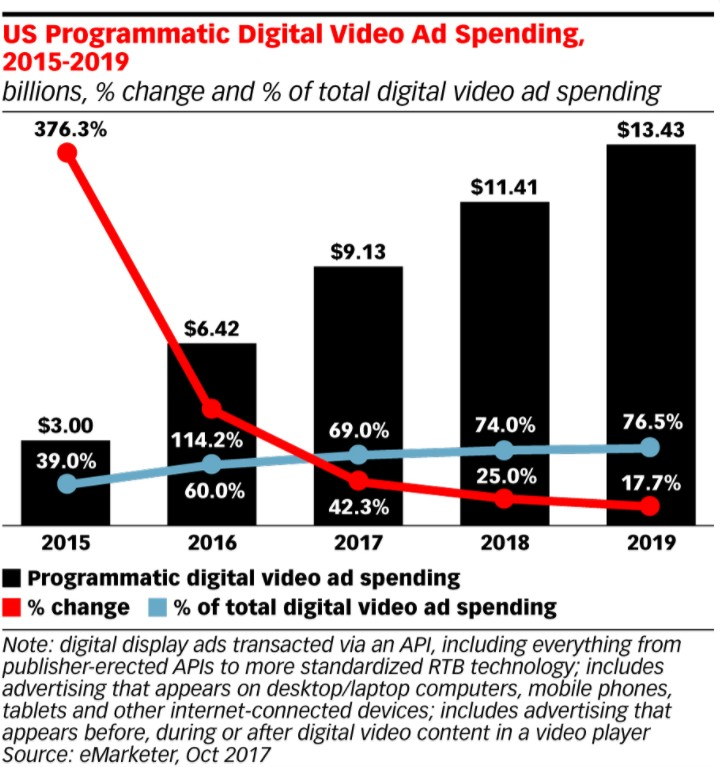 US Programmatic Digital Video Ad Spending,
2015-2019
billions, % change and % of total digital video ad spending
376.3%
$13.43
$11.41
$9.13
$6.42
$3.00
39.0%
114.2%
60.0%
69.0%
42.3%
74.0%
25.0%
76.5%
17.7%
2015 2016 2017 2018 2019
Programmatic digital video ad spending
% change % of total digital video ad spending
Note: digital display ads transacted via an API, including everything from
publisher-erected APIs to more standardized RTB technology; includes
advertising that appears on desktop/laptop computers, mobile phones,
tablets and other internet-connected devices; includes advertising that
appears before, during or after digital video content in a video player
Source: eMarketer, Oct 2017